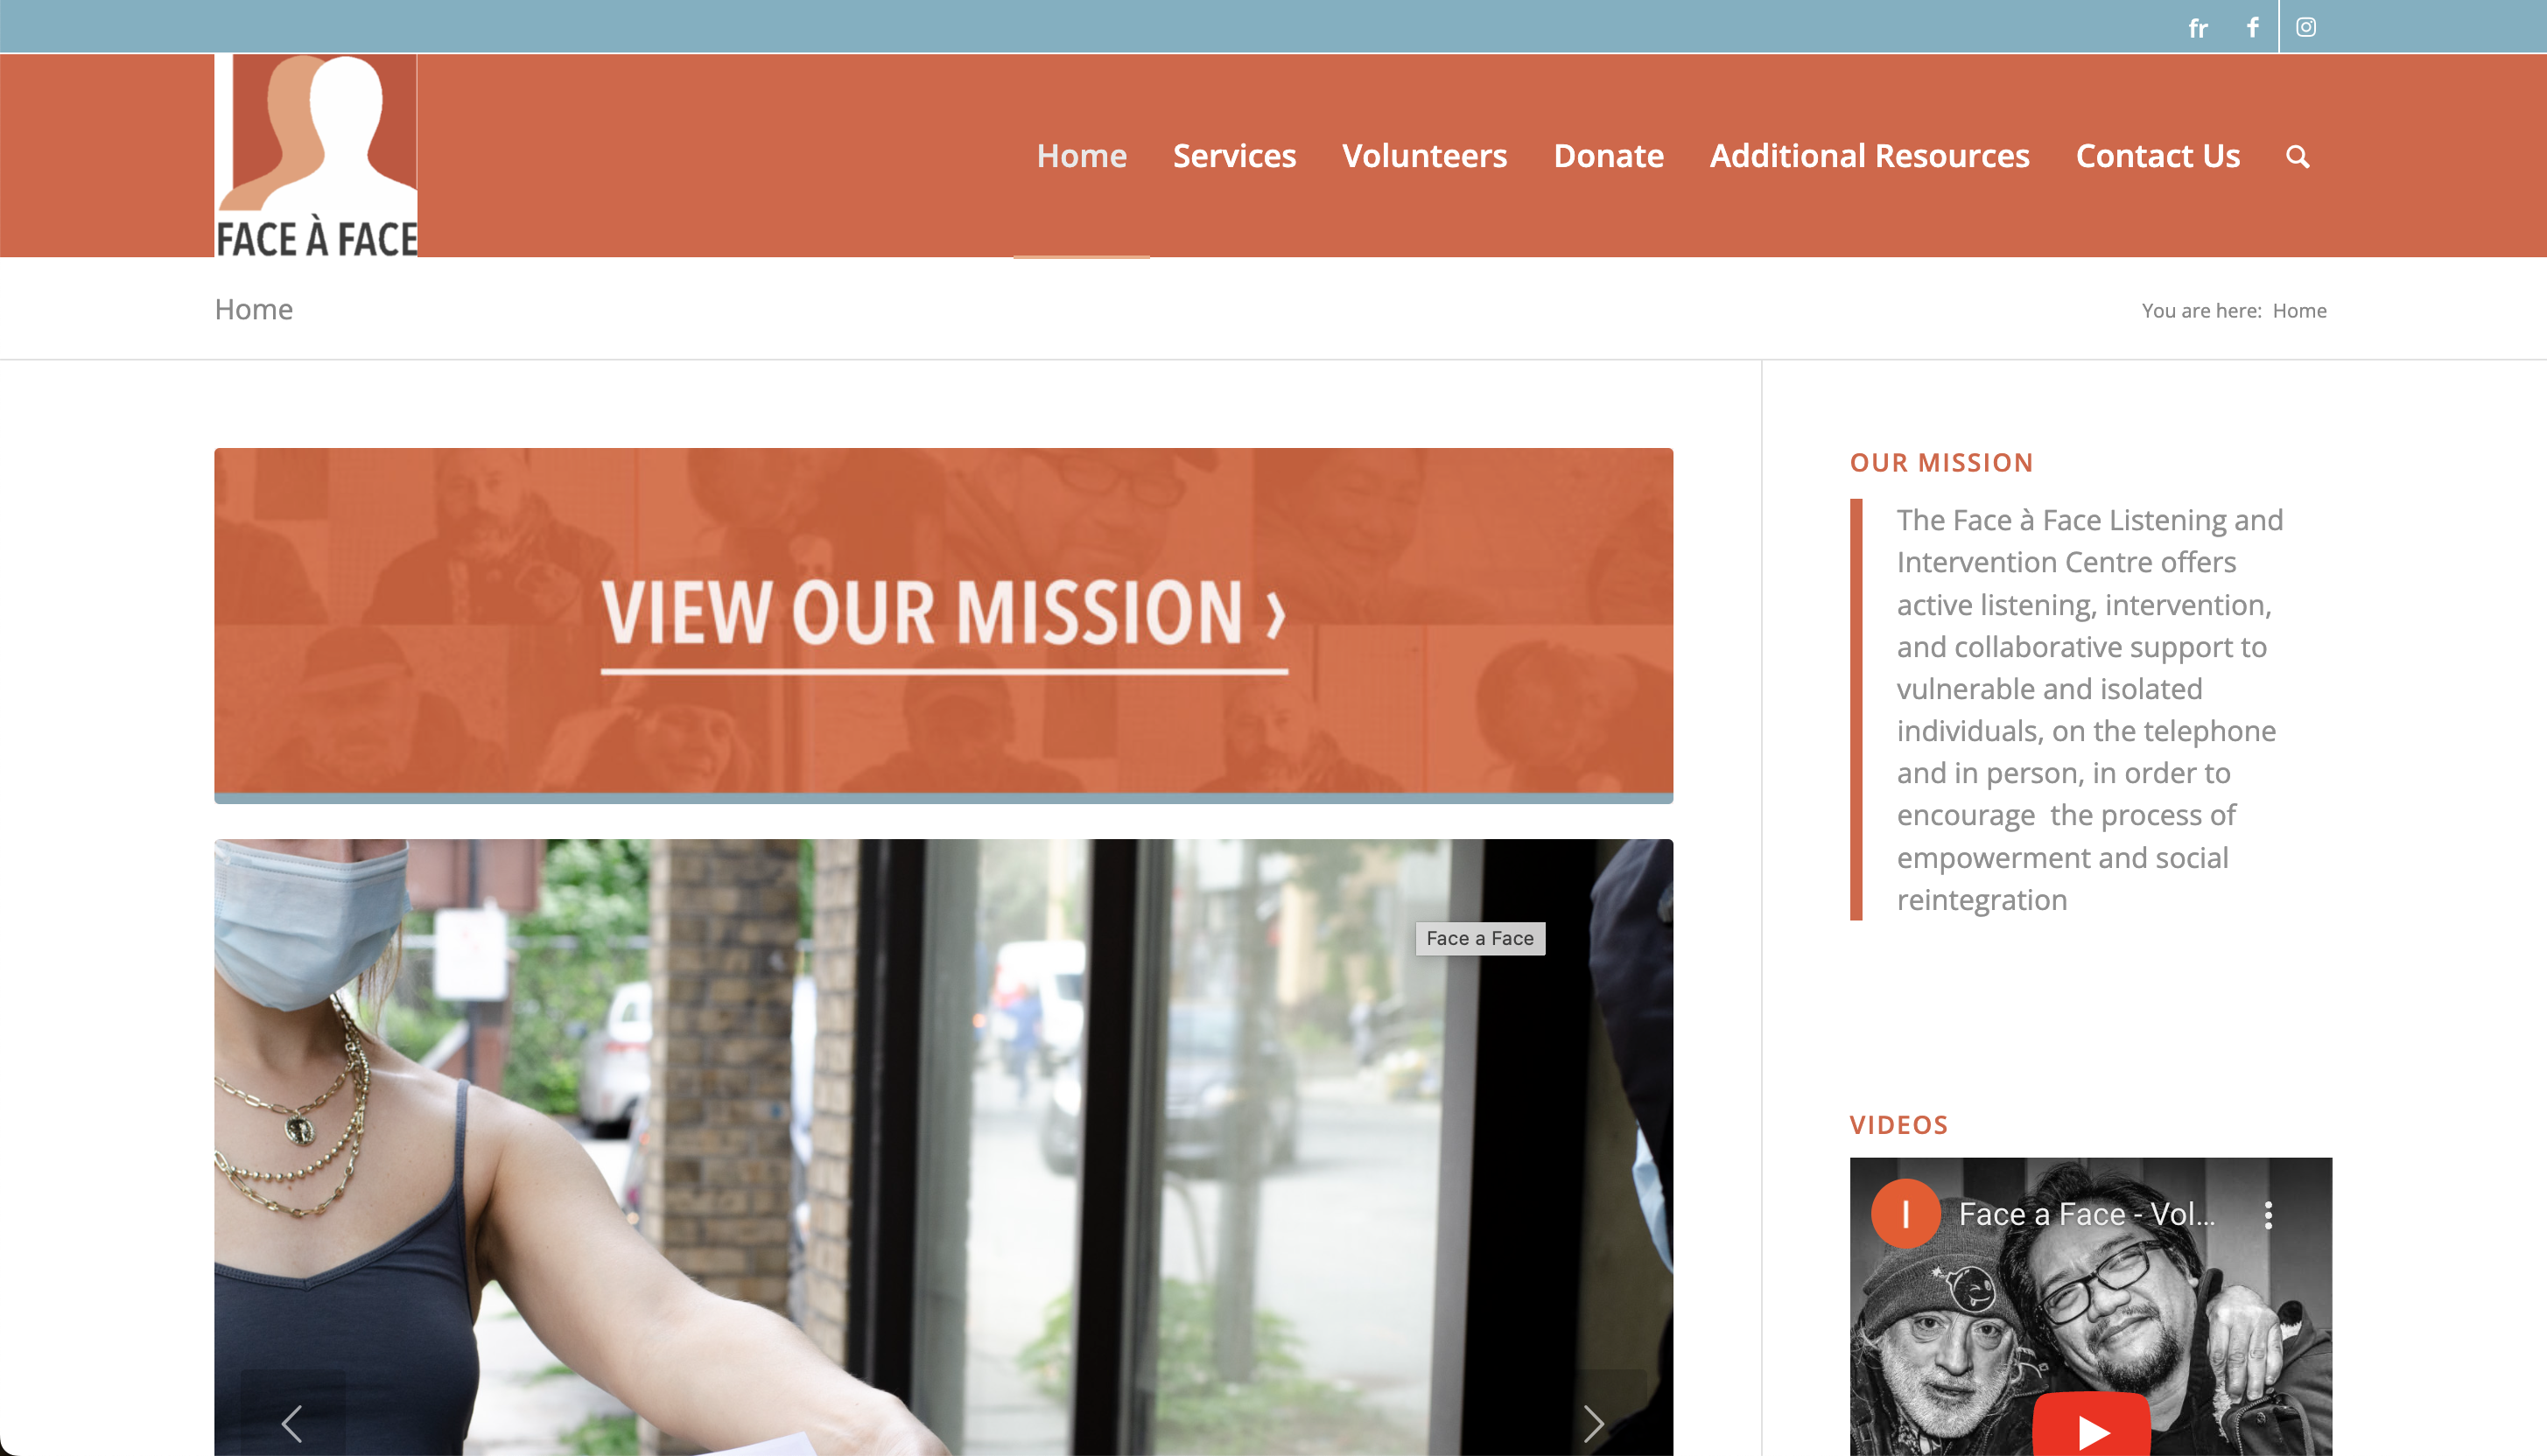 fr
FACE À FACE
Home
Services
Volunteers
Donate
Additional Resources
Contact Us
Home
You are here: Home
VIEW OUR MISSION ›
OUR MISSION
The Face à Face Listening and
Intervention Centre offers
active listening, intervention,
and collaborative support to
vulnerable and isolated
individuals, on the telephone
and in person, in order to
encourage  the process of
empowerment and social
reintegration
Face a Face
VIDEOS
I
Face a Face - Vol...